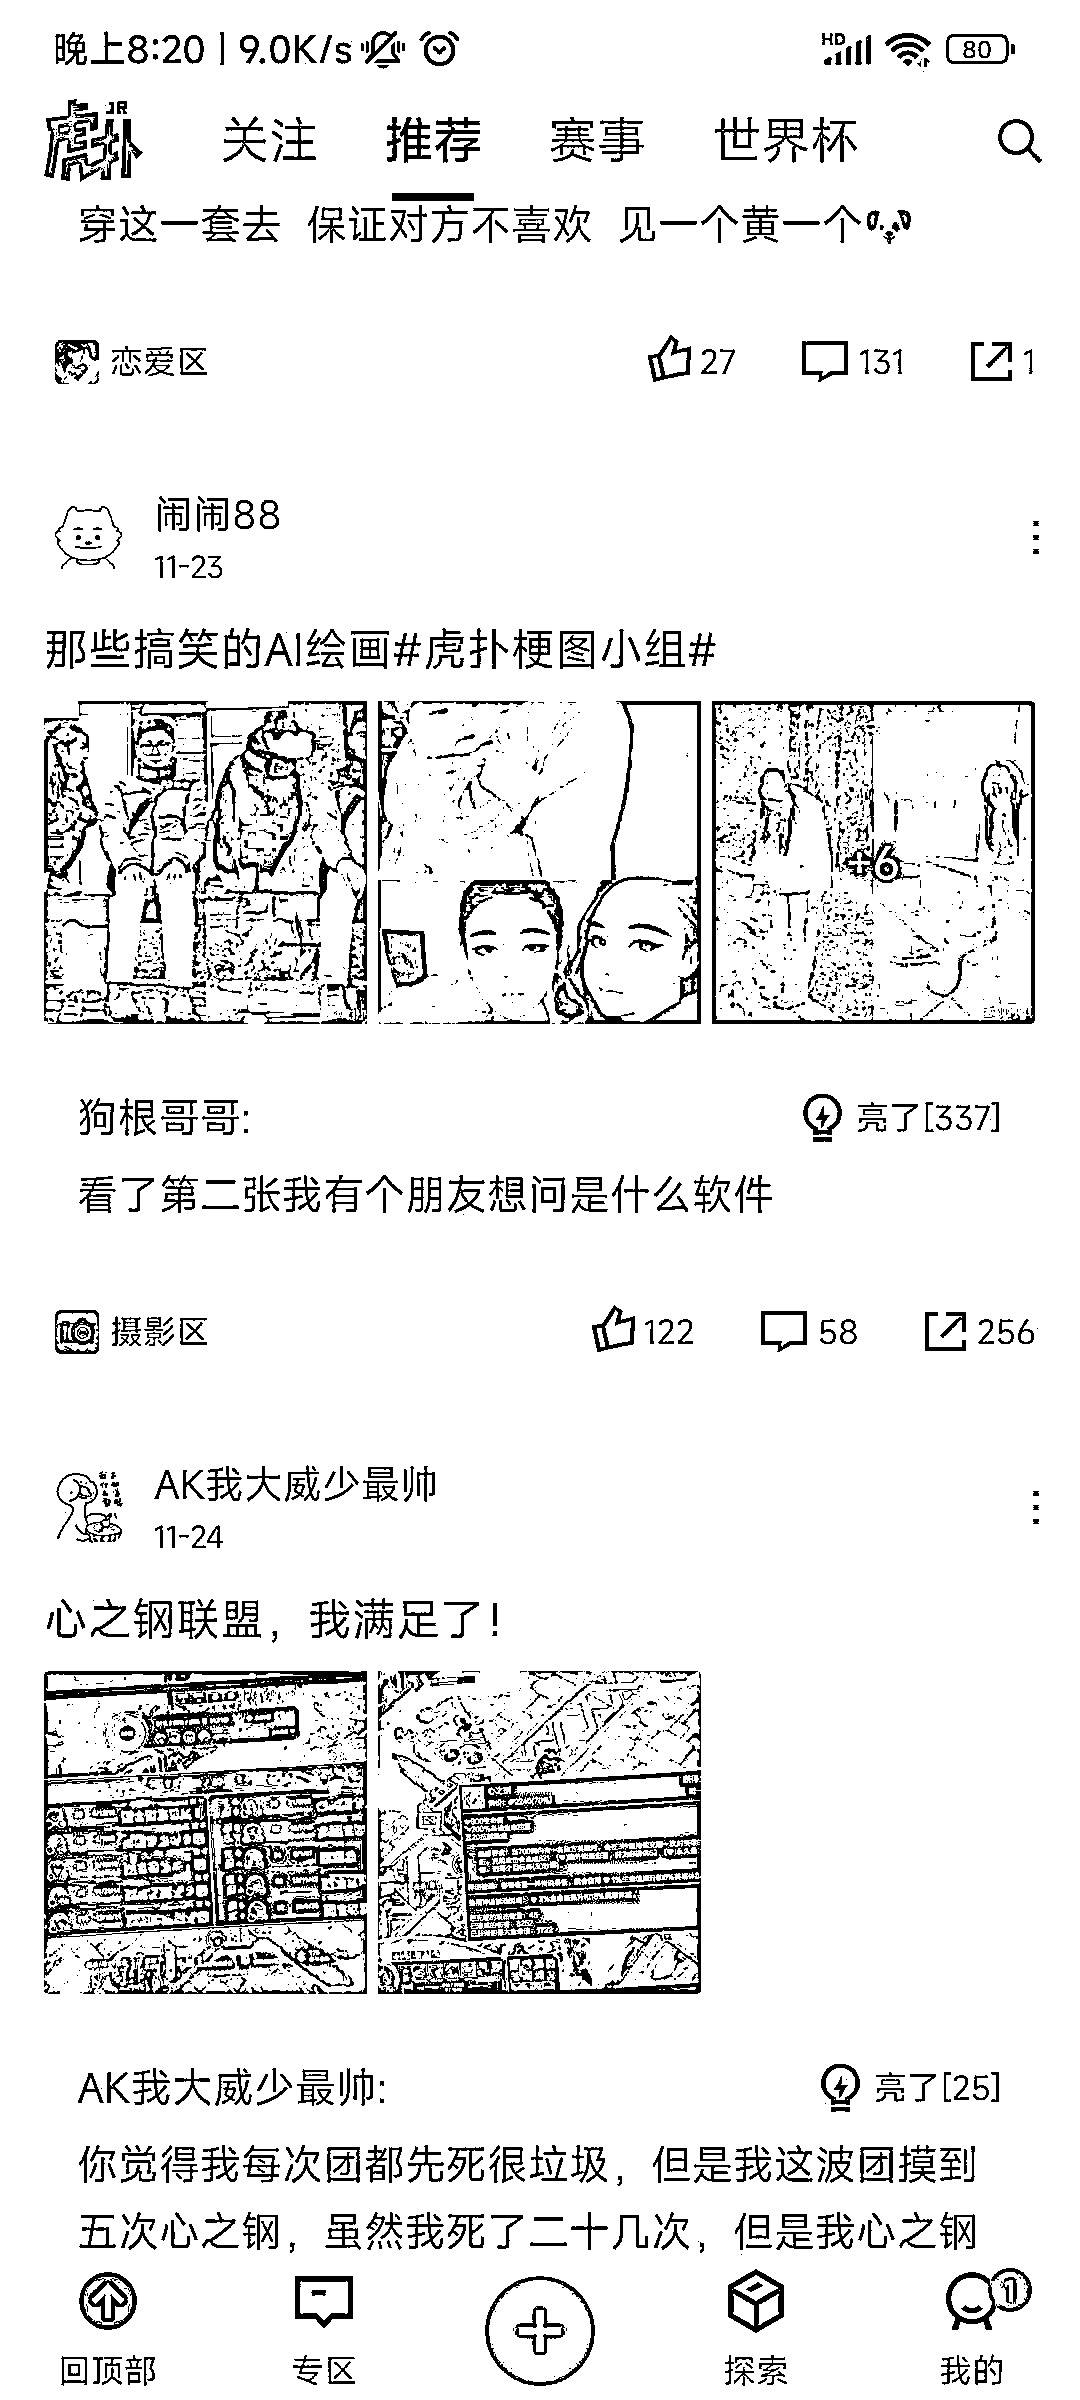 晚上8:20 | 9.0K/s
HD
80
虎扑
JR
关注 推荐 赛事 世界杯
穿这一套去 保证对方不喜欢 见一个黄一个
恋爱区
27 131 1
闹闹88
11-23
那些搞笑的AI绘画#虎扑梗图小组#
+6
狗根哥哥:
亮了[337]
看了第二张我有个朋友想问是什么软件
摄影区
122 58 256
AK我大威少最帅
11-24
心之钢联盟，我满足了！
AK我大威少最帅:
亮了[25]
你觉得我每次团都先死很垃圾，但是我这波团摸到
五次心之钢，虽然我死了二十几次，但是我心之钢
1
回顶部 专区 探索 我的